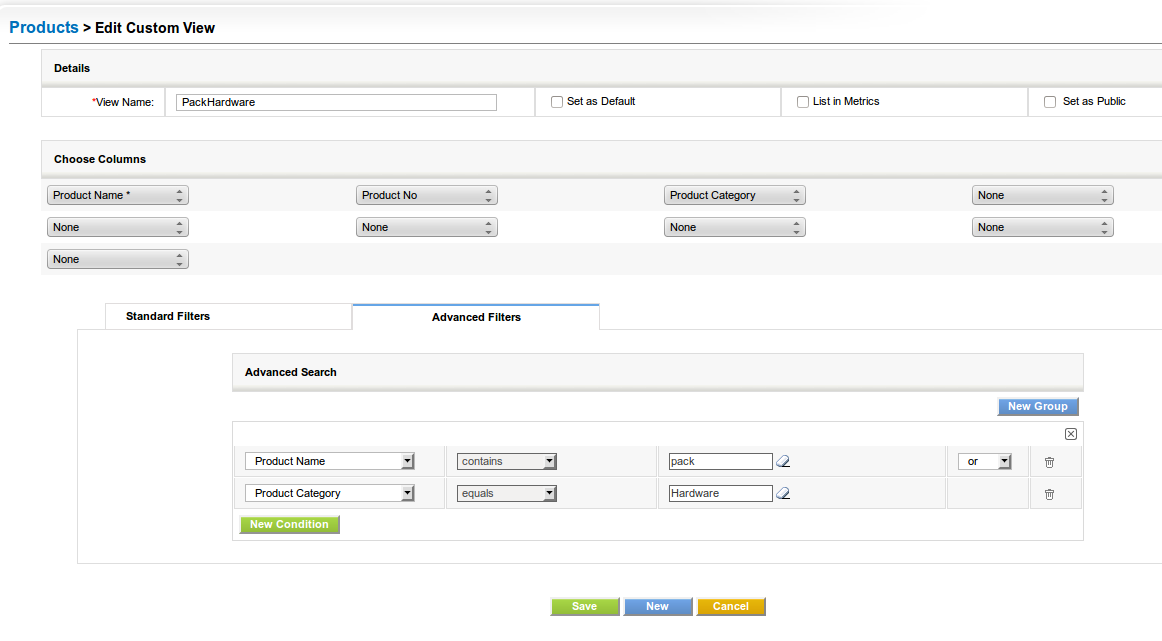 Products > Edit Custom View
Details
*View Name: PackHardware Set as Default List in Metrics Set as Public
Choose Columns
Product Name * Product No Product Category None
None None None None
None
Standard Filters Advanced Filters
Advanced Search
New Group
Product Name contains pack or
Product Category equals Hardware
New Condition
Save New Cancel